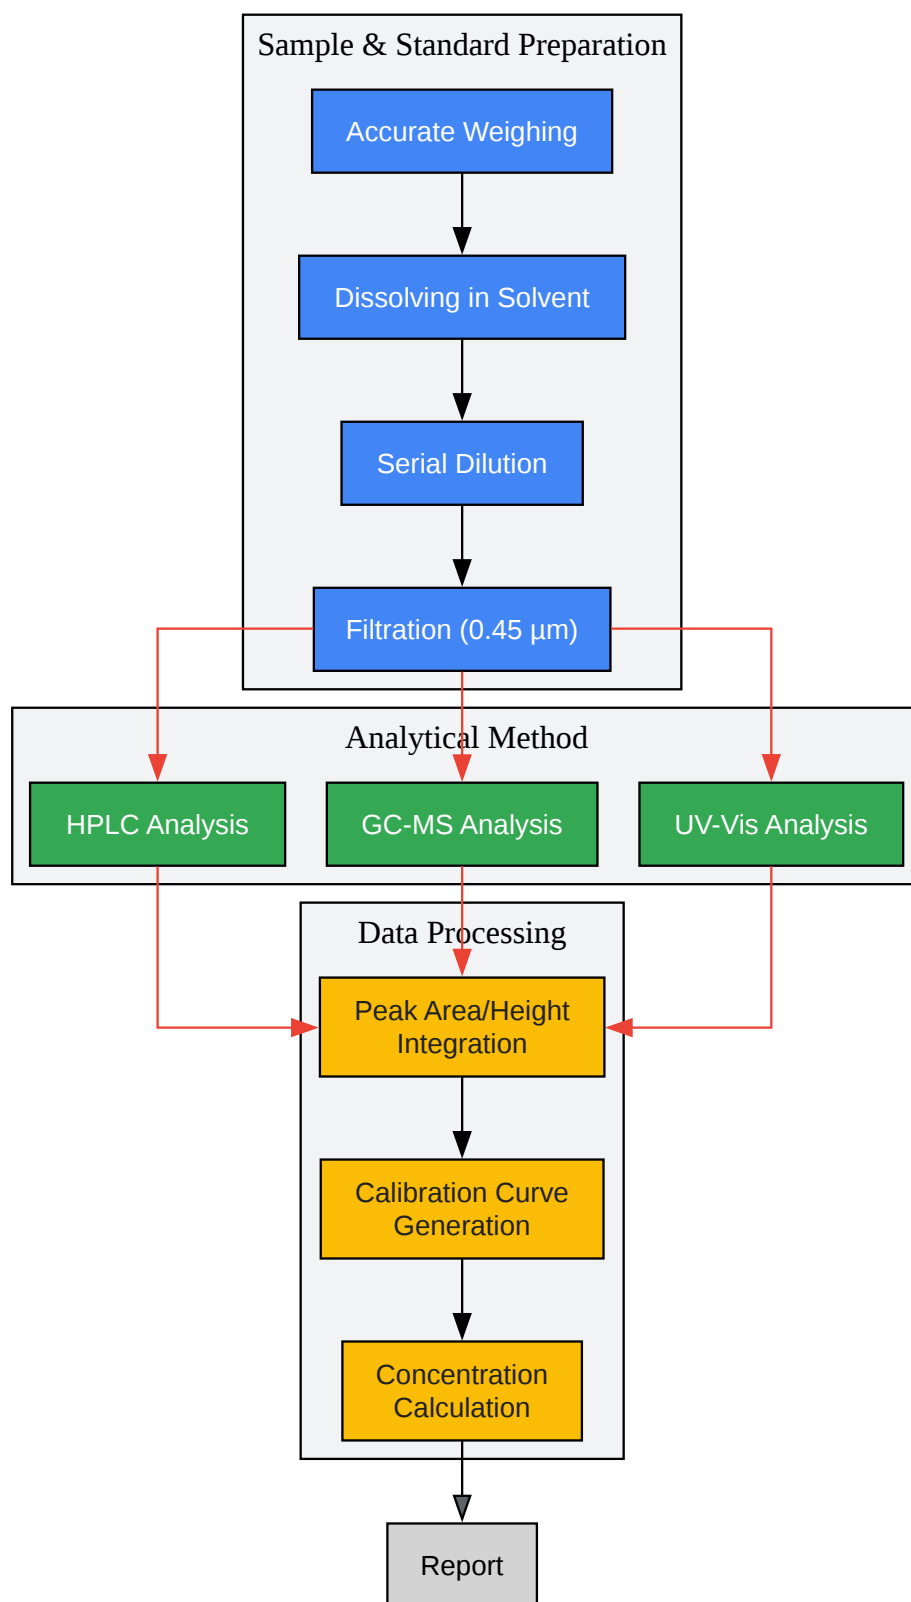 Sample & Standard Preparation
Accurate Weighing
Dissolving in Solvent
Serial Dilution
Filtration (0.45 µm)
Analytical Method
HPLC Analysis
GC-MS Analysis
UV-Vis Analysis
Data Processing
Peak Area/Height
Integration
Calibration Curve
Generation
Concentration
Calculation
Report